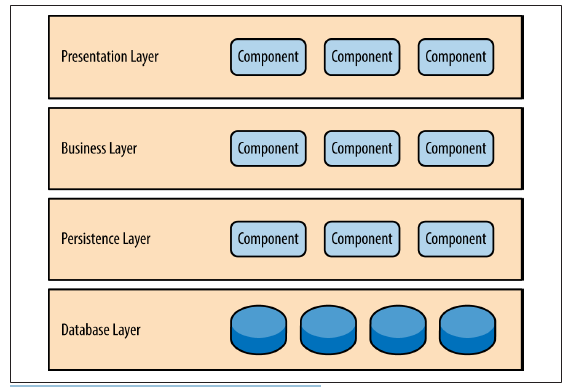 Presentation Layer Component Component Component
Business Layer Component Component Component
Persistence Layer Component Component Component
Database Layer